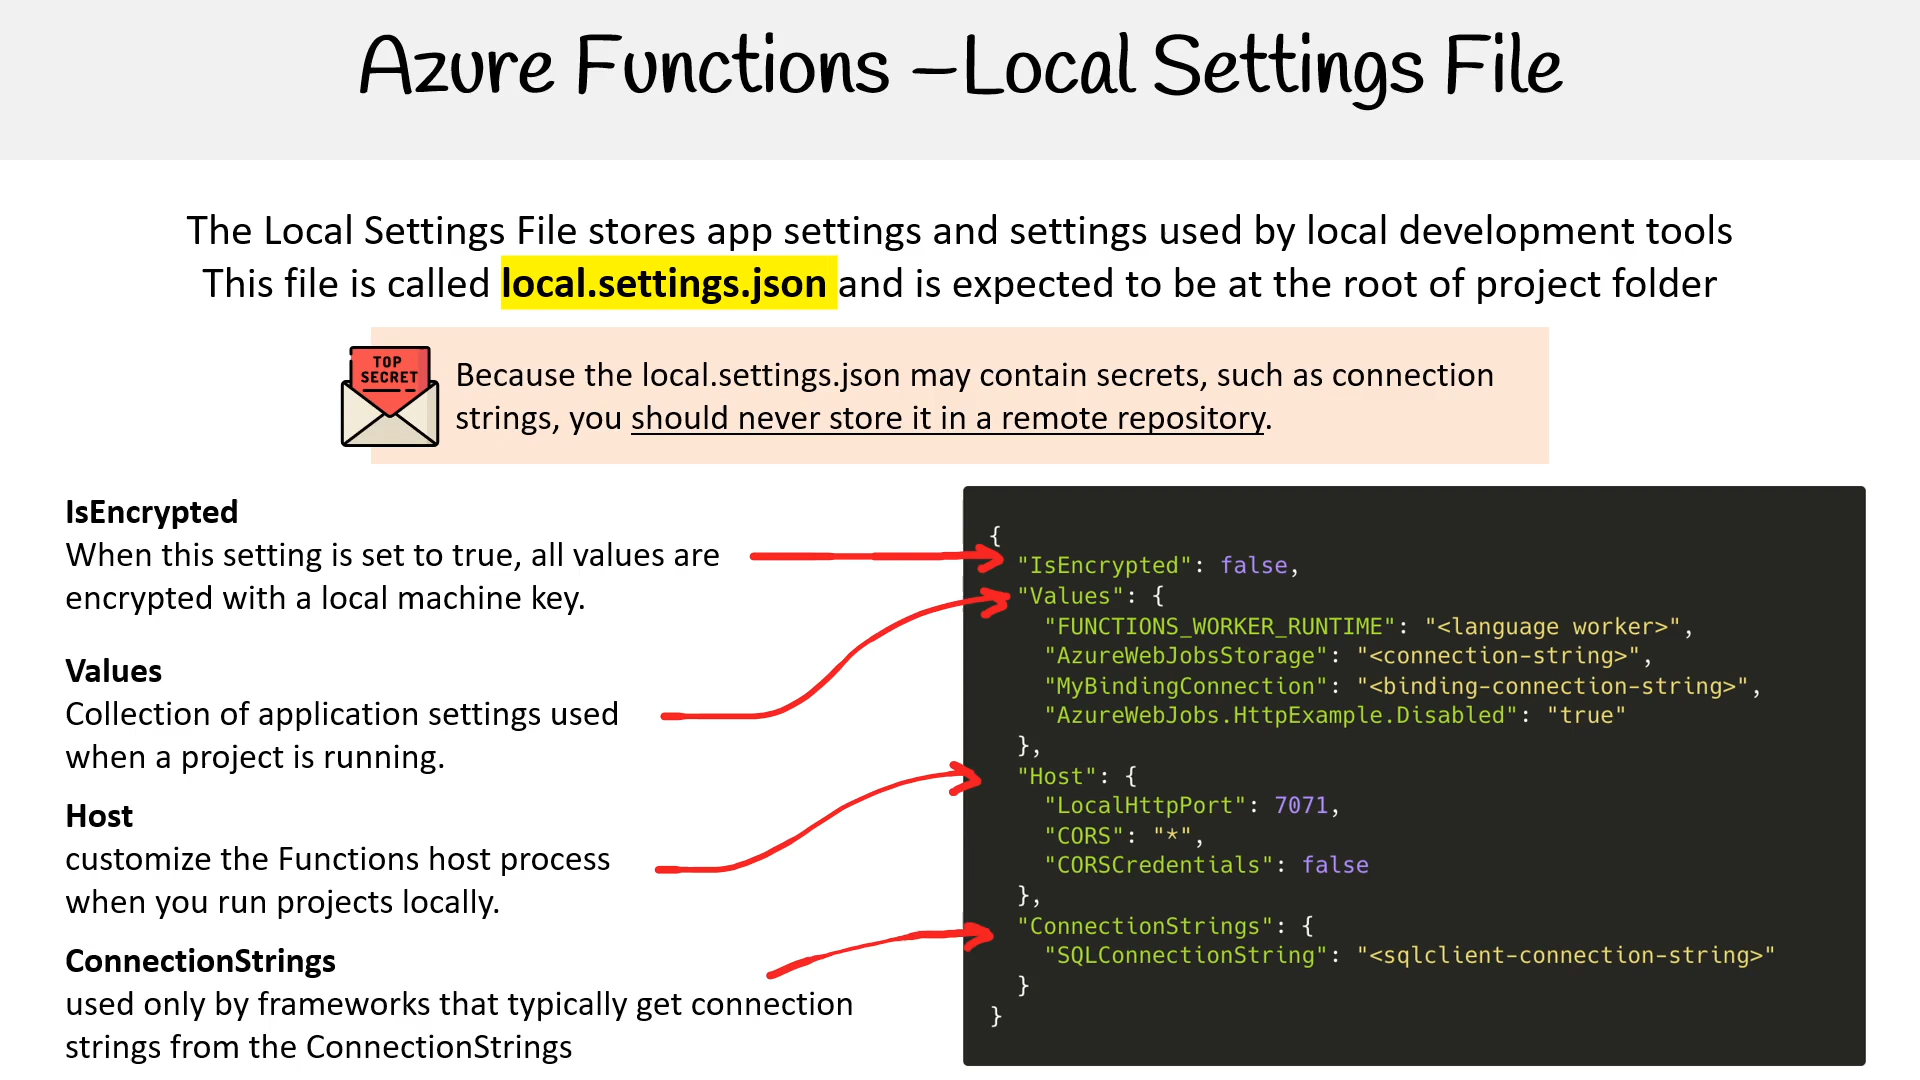 Azure Functions –Local Settings File
The Local Settings File stores app settings and settings used by local development tools
This file is called local.settings.json and is expected to be at the root of project folder
TOP
SECRET
Because the local.settings.json may contain secrets, such as connection
strings, you should never store it in a remote repository.
IsEncrypted
When this setting is set to true, all values are
encrypted with a local machine key.
Values
Collection of application settings used
when a project is running.
Host
customize the Functions host process
when you run projects locally.
ConnectionStrings
used only by frameworks that typically get connection
strings from the ConnectionStrings
{
  "IsEncrypted": false,
  "Values": {
    "FUNCTIONS_WORKER_RUNTIME": "<language worker>",
    "AzureWebJobsStorage": "<connection-string>",
    "MyBindingConnection": "<binding-connection-string>",
    "AzureWebJobs.HttpExample.Disabled": "true"
  },
  "Host": {
    "LocalHttpPort": 7071,
    "CORS": "*",
    "CORSCredentials": false
  },
  "ConnectionStrings": {
    "SQLConnectionString": "<sqlclient-connection-string>"
  }
}